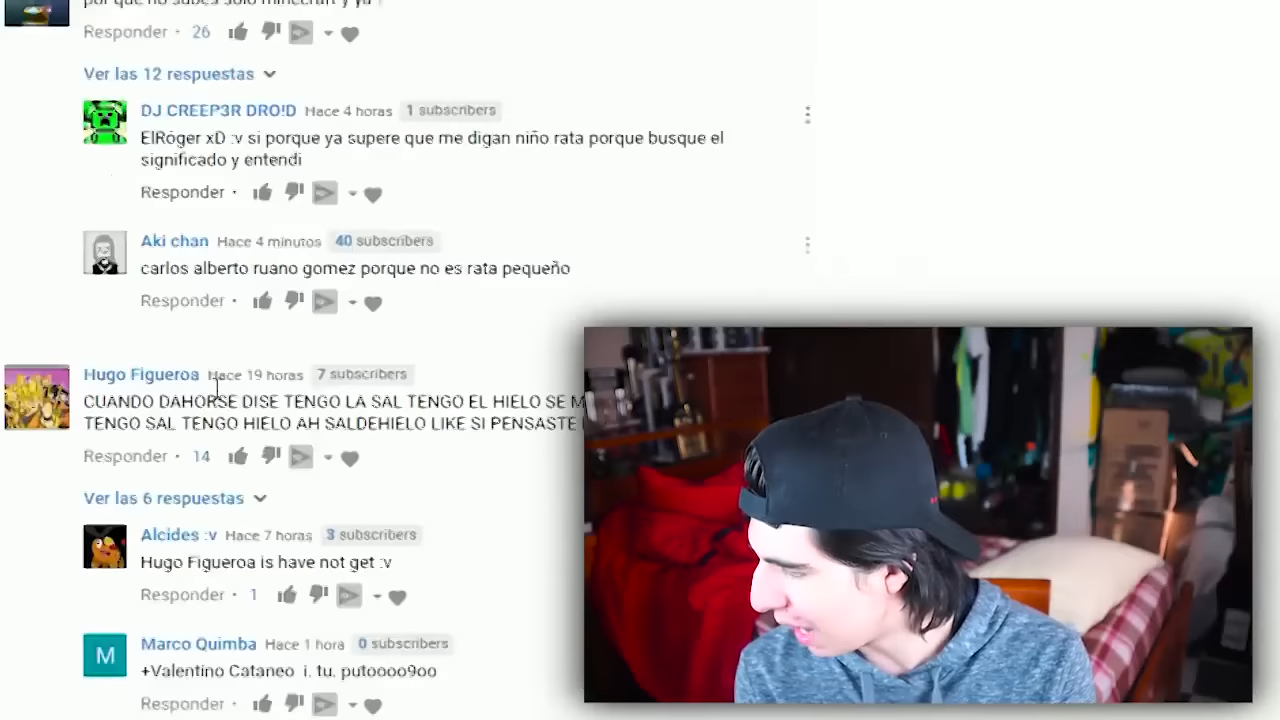 por que no sabes solo minecraft y ya
Responder · 26
Ver las 12 respuestas
DJ CREEP3R DRO!D Hace 4 horas 1 subscribers
ElRoger xD :v si porque ya supere que me digan niño rata porque busque el
significado y entendi
Responder ·
Aki chan Hace 4 minutos 40 subscribers
carlos alberto ruano gomez porque no es rata pequeño
Responder ·
Hugo Figueroa Hace 19 horas 7 subscribers
CUANDO DAHORSE DISE TENGO LA SAL TENGO EL HIELO SE
TENGO SAL TENGO HIELO AH SALDEHIELO LIKE SI PENSASTE
Responder · 14
Ver las 6 respuestas
Alcides :v Hace 7 horas 3 subscribers
Hugo Figueroa is have not get :v
Responder · 1
M
Marco Quimba Hace 1 hora 0 subscribers
+Valentino Cataneo i, tu, putoooo9oo
Responder ·